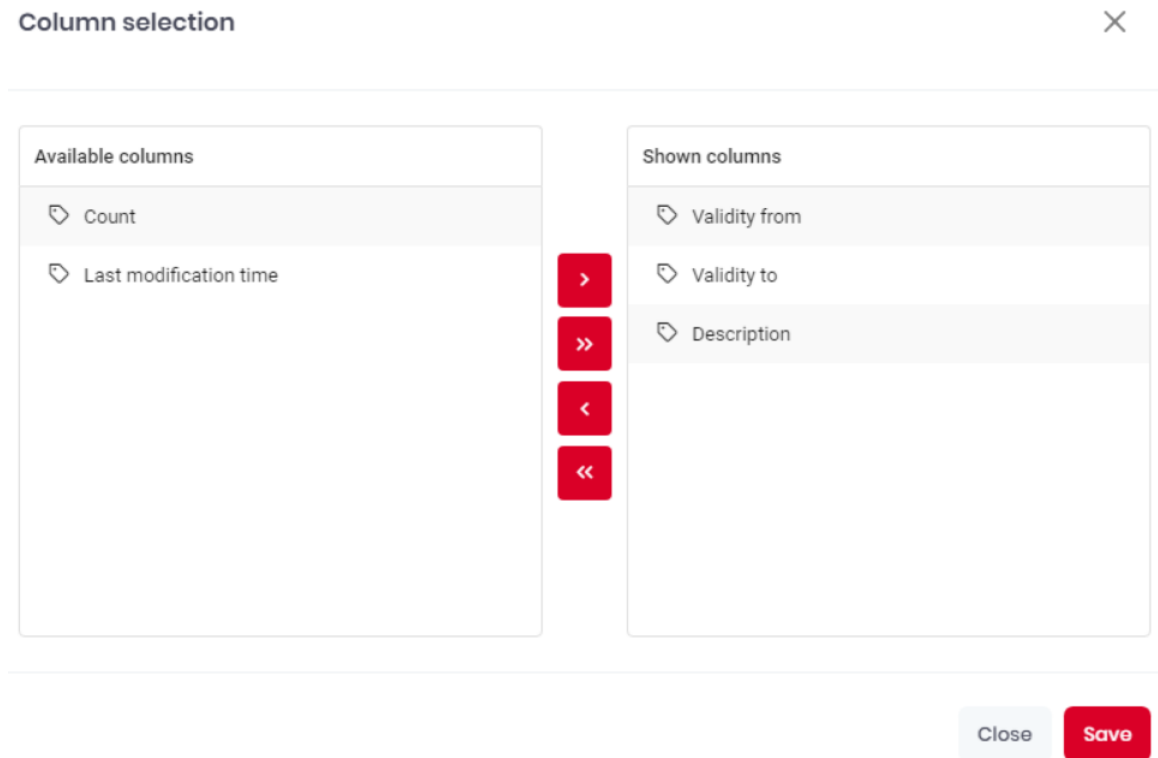 Column selection
Available columns
Count
Last modification time
Shown columns
Validity from
Validity to
Description
Close
Save